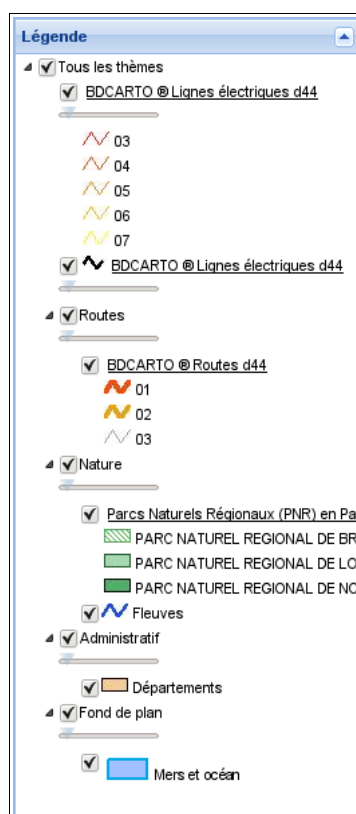 Légende
Tous les thèmes
BDCARTO ® Lignes électriques d44
03
04
05
06
07
BDCARTO ® Lignes électriques d44
Routes
BDCARTO ® Routes d44
01
02
03
Nature
Parcs Naturels Régionaux (PNR) en Pa
PARC NATUREL REGIONAL DE BR
PARC NATUREL REGIONAL DE LO
PARC NATUREL REGIONAL DE NO
Fleuves
Administratif
Départements
Fond de plan
Mers et océan